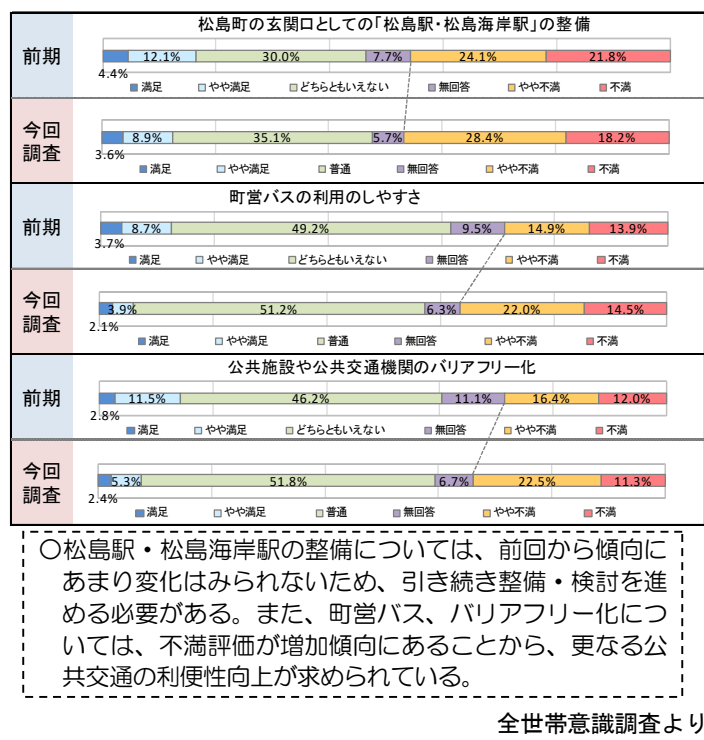 松島町の玄関口としての「松島駅・松島海岸駅」の整備
前期
4.4% 12.1% 30.0% 7.7% 24.1% 21.8%
■満足 □やや満足 □どちらともいえない ■無回答 □やや不満 ■不満
今回
調査
3.6% 8.9% 35.1% 5.7% 28.4% 18.2%
■満足 □やや満足 □普通 ■無回答 □やや不満 ■不満
町営バスの利用のしやすさ
前期
3.7% 8.7% 49.2% 9.5% 14.9% 13.9%
■満足 □やや満足 □どちらともいえない ■無回答 □やや不満 ■不満
今回
調査
2.1% 3.9% 51.2% 6.3% 22.0% 14.5%
■満足 □やや満足 □普通 ■無回答 □やや不満 ■不満
公共施設や公共交通機関のバリアフリー化
前期
2.8% 11.5% 46.2% 11.1% 16.4% 12.0%
■満足 □やや満足 □どちらともいえない ■無回答 □やや不満 ■不満
今回
調査
2.4% 5.3% 51.8% 6.7% 22.5% 11.3%
■満足 □やや満足 □普通 ■無回答 □やや不満 ■不満
〇松島駅・松島海岸駅の整備については、前回から傾向に
あまり変化はみられないため、引き続き整備・検討を進
める必要がある。また、町営バス、バリアフリー化につ
いては、不満評価が増加傾向にあることから、更なる公
共交通の利便性向上が求められている。
全世帯意識調査より